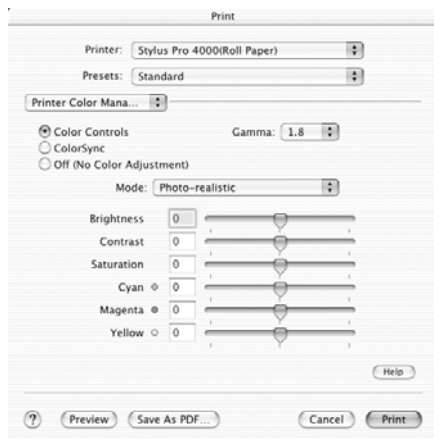 Print
Printer: Stylus Pro 4000(Roll Paper)
Presets: Standard
Printer Color Mana...
Color Controls Gamma: 1.8
ColorSync
Off (No Color Adjustment)
Mode: Photo-realistic
Brightness 0
Contrast 0
Saturation 0
Cyan 0
Magenta 0
Yellow 0
Help
? Preview Save As PDF... Cancel Print